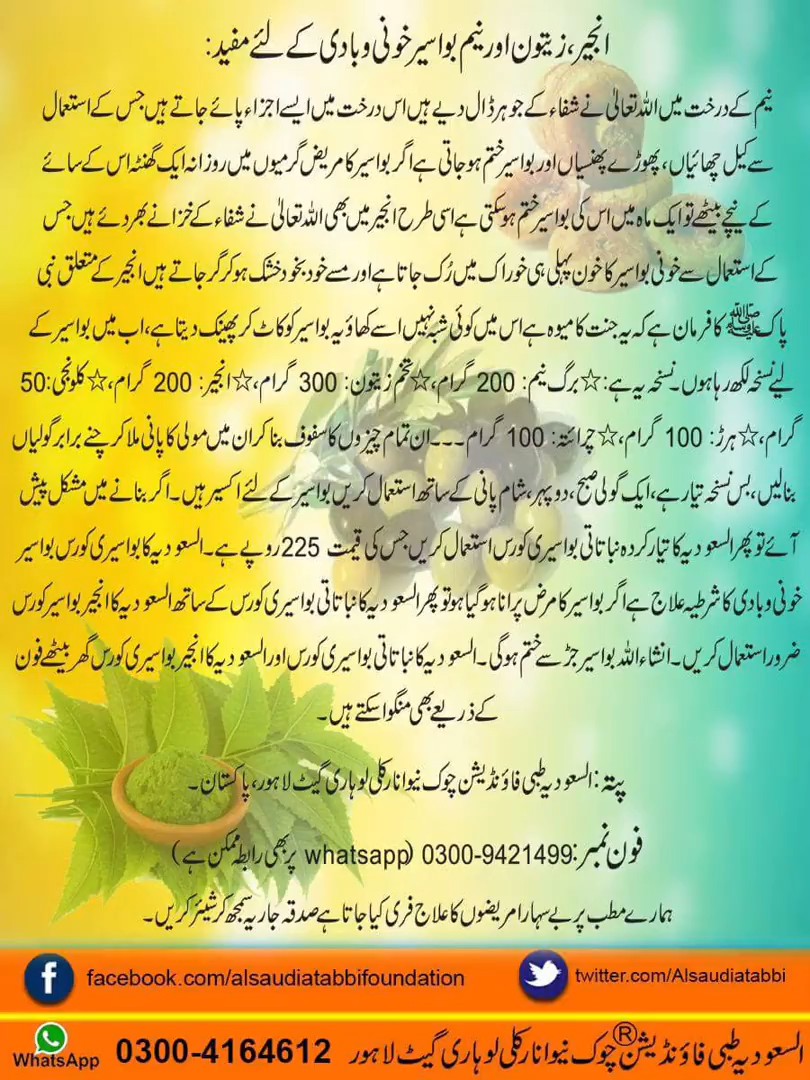 انجیر، زیتون اور نیم بواسیر خونی وبادی کے لئے مفید:
نیم کے درخت میں اللہ تعالیٰ نے شفاء کے جوہر ڈال دیے ہیں اس درخت میں ایسے اجزاء پائے جاتے ہیں جس کے استعمال
سے کیل چھائیاں، پھوڑے پھنسیاں اور بواسیر ختم ہوجاتی ہے اگر بواسیر کا مریض گرمیوں میں روزانہ ایک گھنٹہ اس کے سائے
کے نیچے بیٹھے تو ایک ماہ میں اس کی بواسیر ختم ہوسکتی ہے اسی طرح انجیر میں بھی اللہ تعالیٰ نے شفاء کے خزانے بھر دئے ہیں جس
کے استعمال سے خونی بواسیر کا خون پہلی ہی خوراک میں رُک جاتا ہے اور مسے خود بخود خشک ہو کر گر جاتے ہیں انجیر کے متعلق نبی
پاک ﷺ کا فرمان ہے کہ یہ جنت کا میوہ ہے اس میں کوئی شبہ نہیں اسے کھاؤ یہ بواسیر کو کاٹ کر پھینک دیتا ہے، اب میں بواسیر کے
لیے نسخہ لکھ رہا ہوں۔ نسخہ یہ ہے: ☆ برگ نیم: 200 گرام، ☆ تخم زیتون: 300 گرام، ☆ انجیر: 200 گرام، ☆ کلونجی: 50
گرام، ☆ ہرڑ: 100 گرام، ☆ چرائتہ: 100 گرام۔۔۔ ان تمام چیزوں کا سفوف بنا کر ان میں مولی کا پانی ملا کر چنے برابر گولیاں
بنالیں، بس نسخہ تیار ہے، ایک گولی صبح، دوپہر، شام پانی کے ساتھ استعمال کریں بواسیر کے لئے اکسیر ہیں۔ اگر بنانے میں مشکل پیش
آئے تو پھر السعودیہ کا تیار کردہ نباتاتی بواسیری کورس استعمال کریں جس کی قیمت 225 روپے ہے۔ السعودیہ کا بواسیری کورس بواسیر
خونی وبادی کا شرطیہ علاج ہے اگر بواسیر کا مرض پرانا ہو گیا ہو تو پھر السعودیہ کا نباتاتی بواسیری کورس کے ساتھ السعودیہ کا انجیر بواسیر کورس
ضرور استعمال کریں۔ انشاء اللہ بواسیر جڑ سے ختم ہوگی۔ السعودیہ کا نباتاتی بواسیری کورس اور السعودیہ کا انجیر بواسیری کورس گھر بیٹھے فون
کے ذریعے بھی منگوا سکتے ہیں۔
پتہ: السعودیہ طبی فاؤنڈیشن چوک نیو انارکلی لوہاری گیٹ لاہور، پاکستان۔
فون نمبر: 0300-9421499 (whatsapp پر بھی رابطہ ممکن ہے)
ہمارے مطب پر بے سہارا مریضوں کا علاج فری کیا جاتا ہے صدقہ جاریہ سمجھ کر شیئر کریں۔
facebook.com/alsaudiatabbifoundation
twitter.com/Alsaudiatabbi
السعودیہ طبی فاؤنڈیشن® چوک نیو انارکلی لوہاری گیٹ لاہور 0300-4164612 WhatsApp